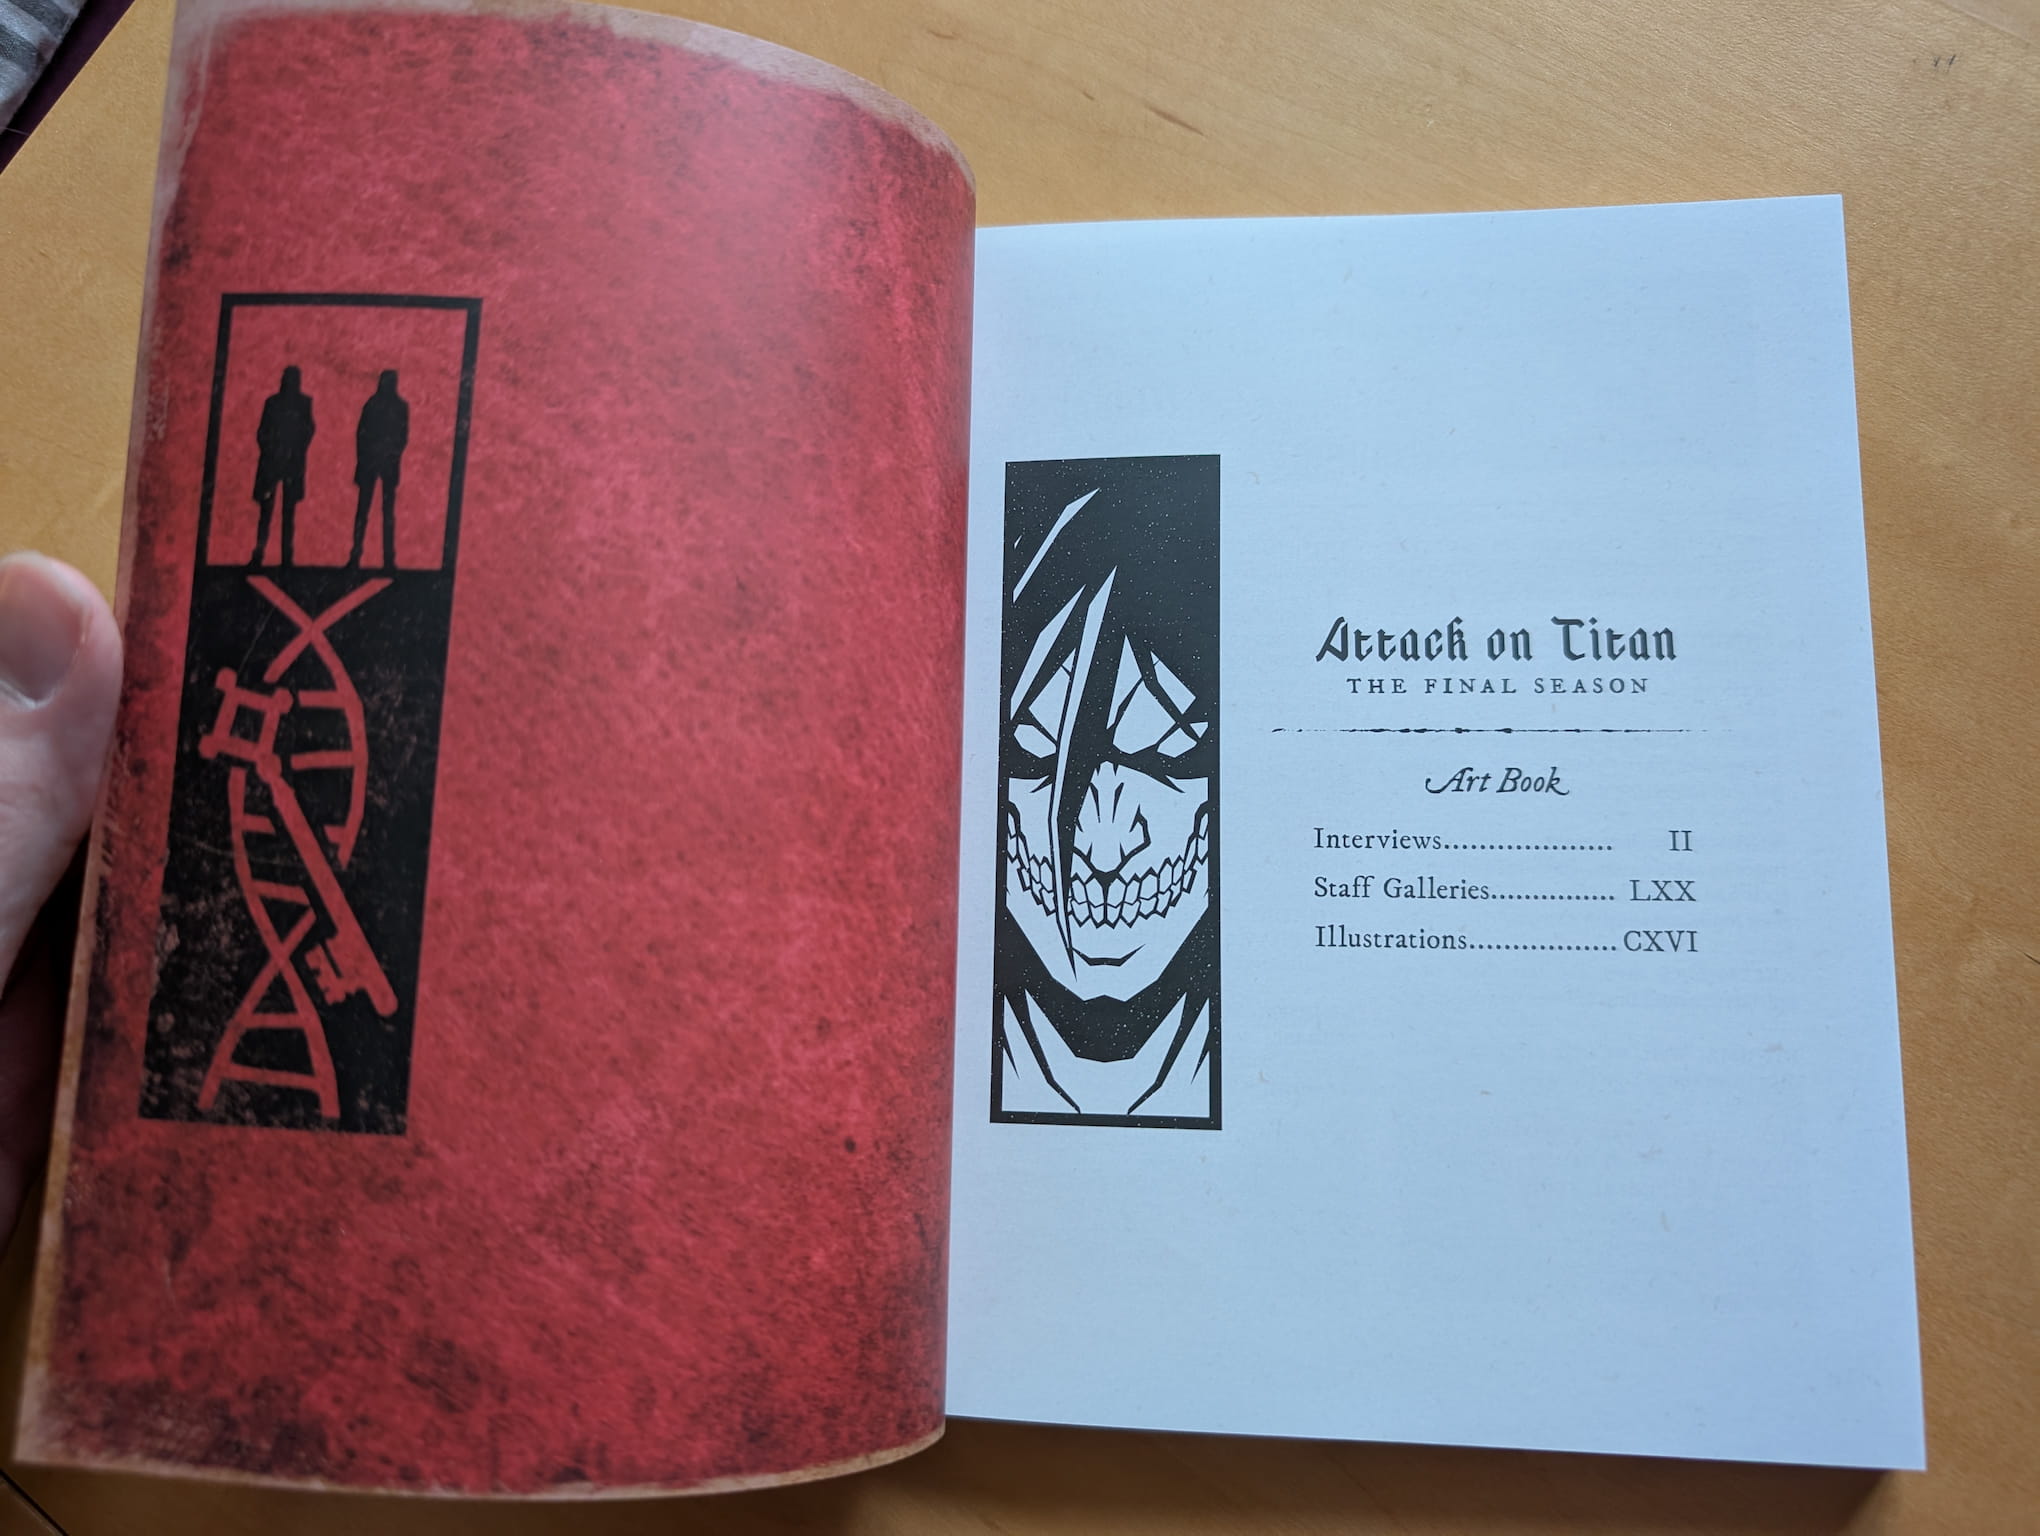 Attack on Titan
THE FINAL SEASON
Art Book
Interviews................... II
Staff Galleries.............. LXX
Illustrations................. CXVI